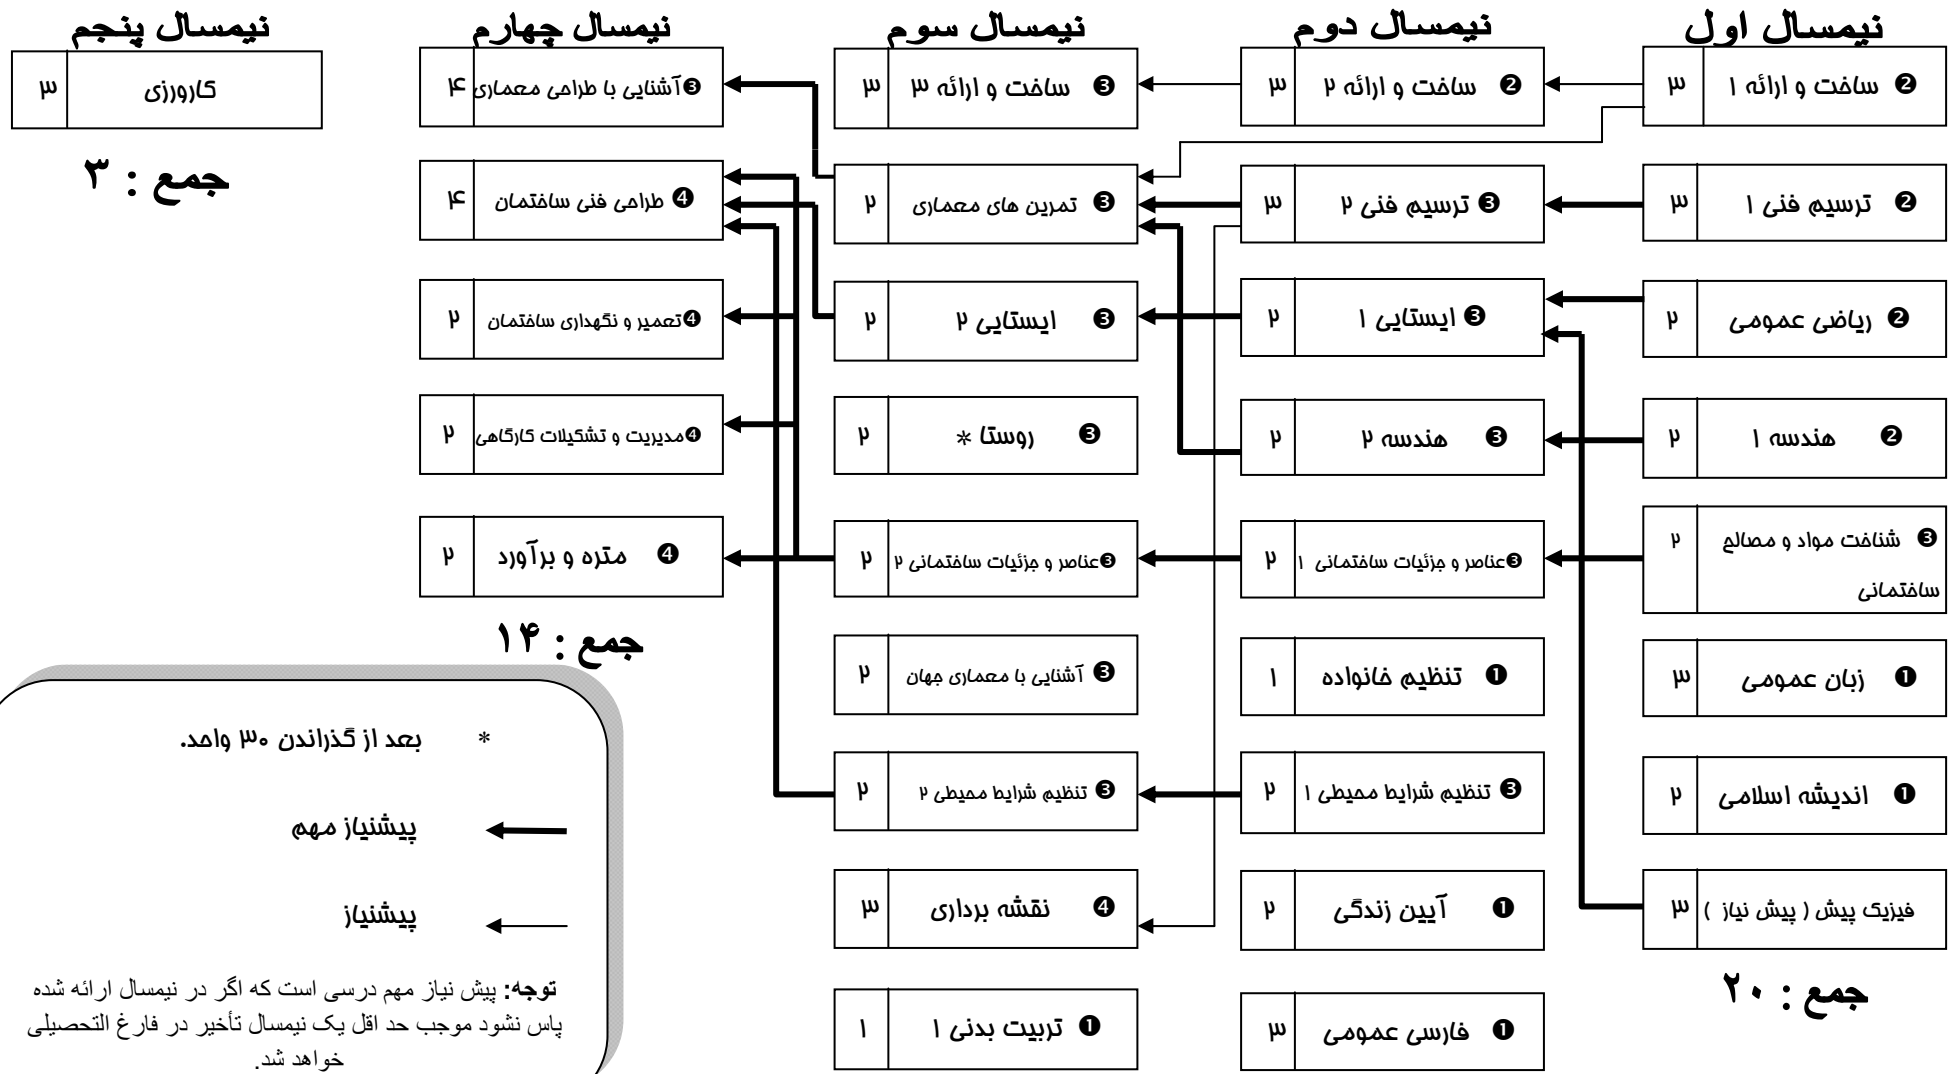 نیمسال اول
❷ ساخت و ارائه ۱ ۳
❷ ترسیم فنی ۱ ۳
❷ ریاضی عمومی ۲
❷ هندسه ۱ ۲
❸ شناخت مواد و مصالح ۲
ساختمانی
❶ زبان عمومی ۳
❶ اندیشه اسلامی ۲
فیزیک پیش ( پیش نیاز ) ۳
جمع : ۲۰
نیمسال دوم
❷ ساخت و ارائه ۲ ۳
❸ ترسیم فنی ۲ ۳
❸ ایستایی ۱ ۲
❸ هندسه ۲ ۲
❸عناصر و جزئیات ساختمانی ۱ ۲
❶ تنظیم خانواده ۱
❸ تنظیم شرایط محیطی ۱ ۲
❶ آیین زندگی ۲
❶ فارسی عمومی ۳
نیمسال سوم
❸ ساخت و ارائه ۳ ۳
❸ تمرین های معماری ۲
❸ ایستایی ۲ ۲
❸ روستا * ۲
❸عناصر و جزئیات ساختمانی ۲ ۲
❸ آشنایی با معماری جهان ۲
❸ تنظیم شرایط محیطی ۲ ۲
❹ نقشه برداری ۳
❶ تربیت بدنی ۱ ۱
نیمسال چهارم
❸آشنایی با طراحی معماری ۴
❹ طراحی فنی ساختمان ۴
❹تعمیر و نگهداری ساختمان ۲
❹مدیریت و تشکیلات کارگاهی ۲
❹ متره و برآورد ۲
جمع : ۱۴
نیمسال پنجم
کارورزی ۳
جمع : ۳
* بعد از گذراندن ۳۰ واحد.
پیشنیاز مهم
پیشنیاز
توجه: پیش نیاز مهم درسی است که اگر در نیمسال ارائه شده
پاس نشود موجب حد اقل یک نیمسال تأخیر در فارغ التحصیلی
خواهد شد.